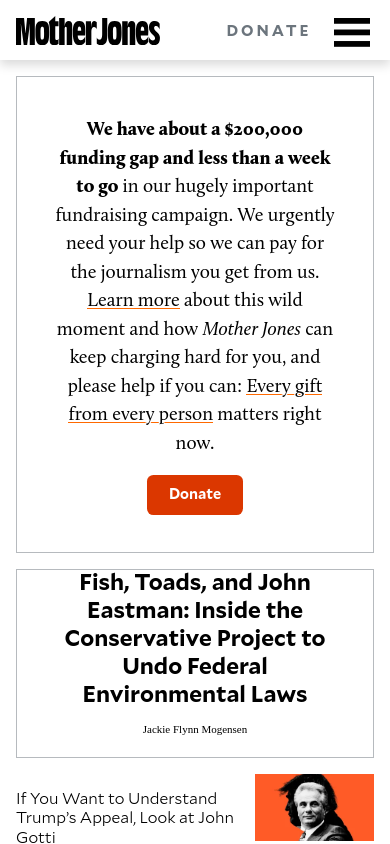 Mother Jones
DONATE
We have about a $200,000
funding gap and less than a week
to go in our hugely important
fundraising campaign. We urgently
need your help so we can pay for
the journalism you get from us.
Learn more about this wild
moment and how Mother Jones can
keep charging hard for you, and
please help if you can: Every gift
from every person matters right
now.
Donate
Fish, Toads, and John
Eastman: Inside the
Conservative Project to
Undo Federal
Environmental Laws
Jackie Flynn Mogensen
If You Want to Understand
Trump’s Appeal, Look at John
Gotti